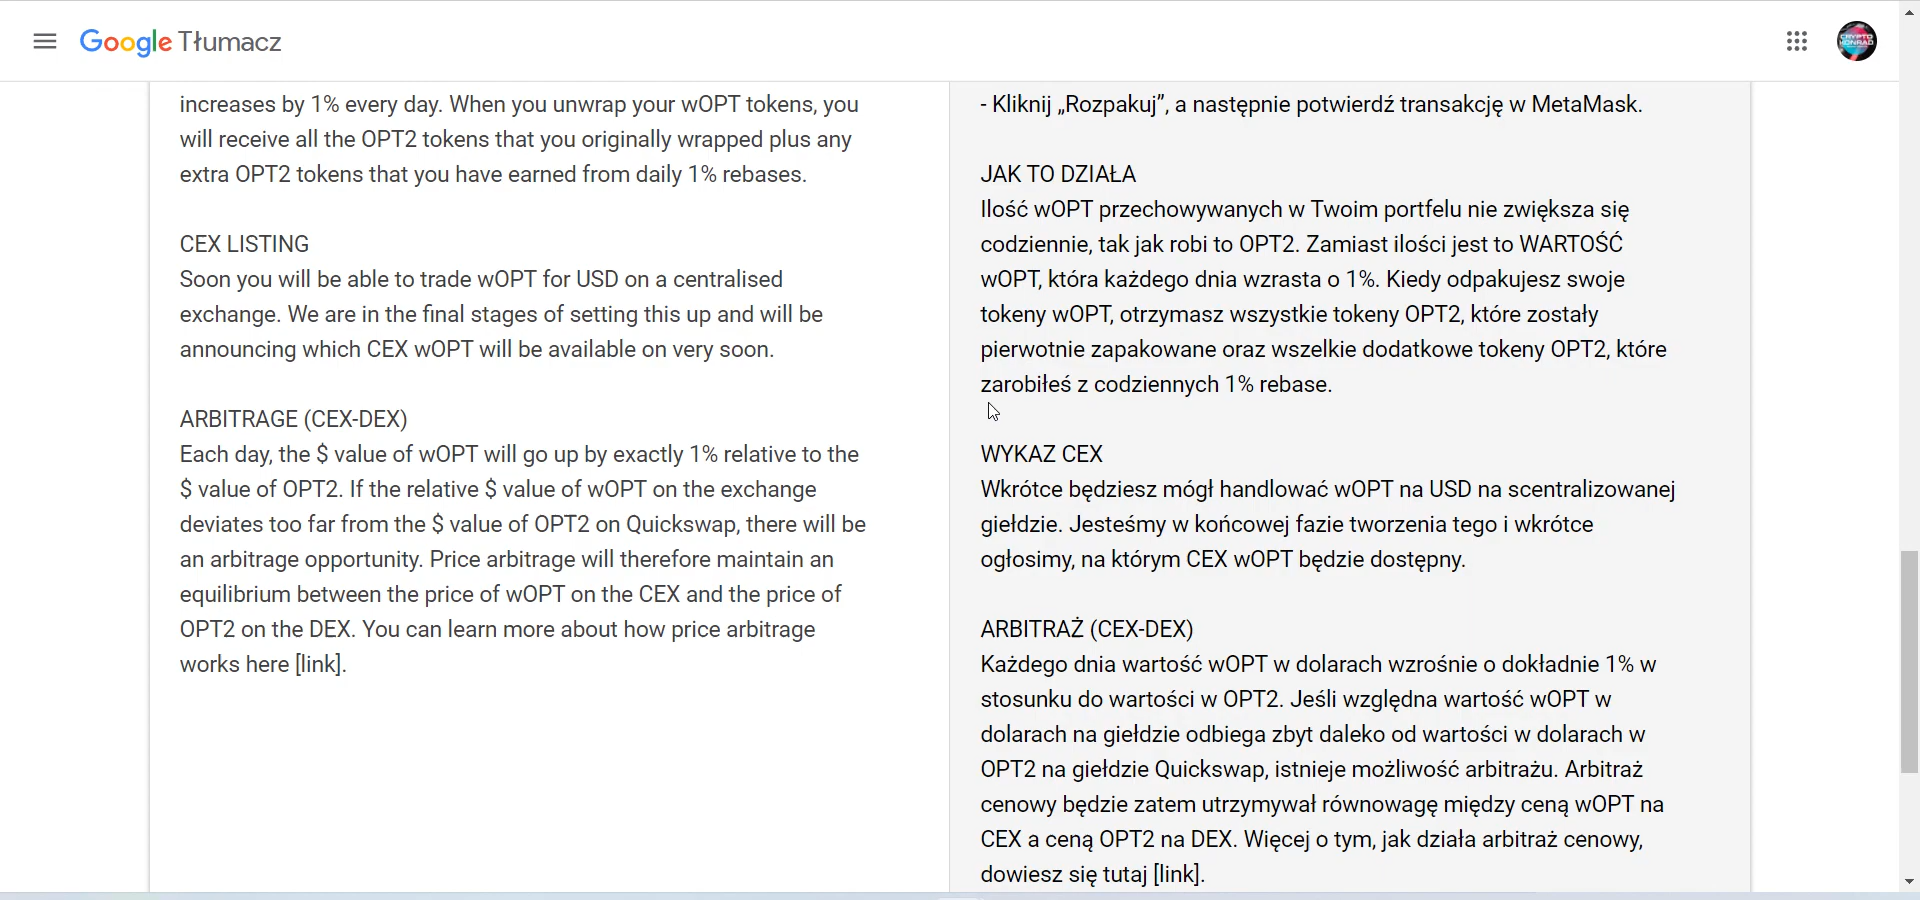 Google Tłumacz
CRYPTO
KONRAD
increases by 1% every day. When you unwrap your wOPT tokens, you
will receive all the OPT2 tokens that you originally wrapped plus any
extra OPT2 tokens that you have earned from daily 1% rebases.
CEX LISTING
Soon you will be able to trade wOPT for USD on a centralised
exchange. We are in the final stages of setting this up and will be
announcing which CEX wOPT will be available on very soon.
ARBITRAGE (CEX-DEX)
Each day, the $ value of wOPT will go up by exactly 1% relative to the
$ value of OPT2. If the relative $ value of wOPT on the exchange
deviates too far from the $ value of OPT2 on Quickswap, there will be
an arbitrage opportunity. Price arbitrage will therefore maintain an
equilibrium between the price of wOPT on the CEX and the price of
OPT2 on the DEX. You can learn more about how price arbitrage
works here [link].
- Kliknij „Rozpakuj”, a następnie potwierdź transakcję w MetaMask.
JAK TO DZIAŁA
Ilość wOPT przechowywanych w Twoim portfelu nie zwiększa się
codziennie, tak jak robi to OPT2. Zamiast ilości jest to WARTOŚĆ
wOPT, która każdego dnia wzrasta o 1%. Kiedy odpakujesz swoje
tokeny wOPT, otrzymasz wszystkie tokeny OPT2, które zostały
pierwotnie zapakowane oraz wszelkie dodatkowe tokeny OPT2, które
zarobiłeś z codziennych 1% rebase.
WYKAZ CEX
Wkrótce będziesz mógł handlować wOPT na USD na scentralizowanej
giełdzie. Jesteśmy w końcowej fazie tworzenia tego i wkrótce
ogłosimy, na którym CEX wOPT będzie dostępny.
ARBITRAŻ (CEX-DEX)
Każdego dnia wartość wOPT w dolarach wzrośnie o dokładnie 1% w
stosunku do wartości w OPT2. Jeśli względna wartość wOPT w
dolarach na giełdzie odbiega zbyt daleko od wartości w dolarach w
OPT2 na giełdzie Quickswap, istnieje możliwość arbitrażu. Arbitraż
cenowy będzie zatem utrzymywał równowagę między ceną wOPT na
CEX a ceną OPT2 na DEX. Więcej o tym, jak działa arbitraż cenowy,
dowiesz się tutaj [link].